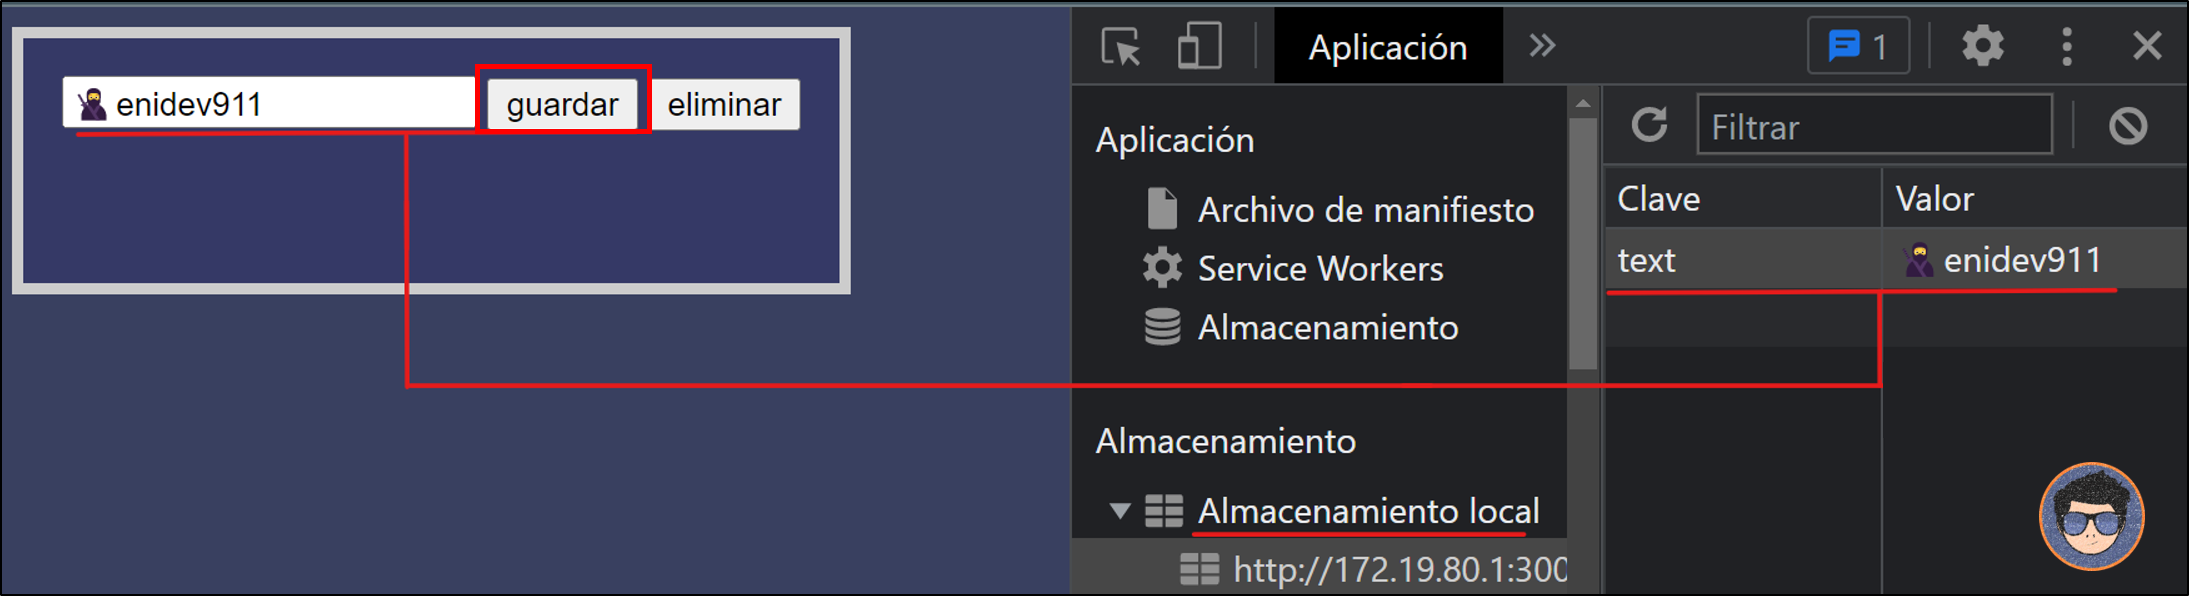 🥷 enidev911 guardar eliminar
Aplicación 1
Aplicación
Archivo de manifiesto
Service Workers
Almacenamiento
Almacenamiento
Almacenamiento local
http://172.19.80.1:300
Filtrar
Clave Valor
text 🥷 enidev911